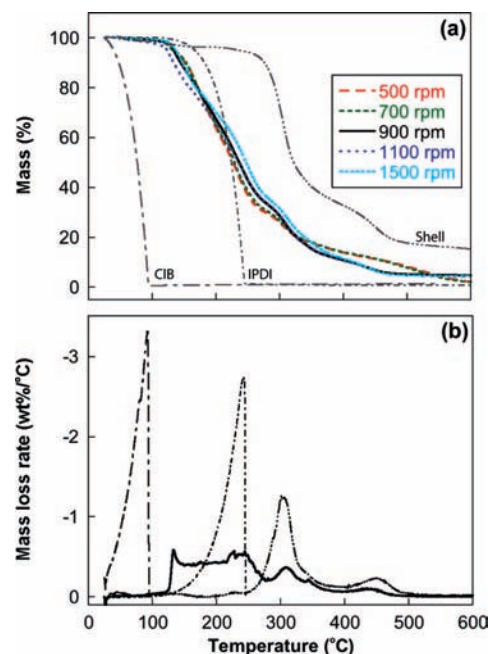 (a)
100
80
60
40
20
0
Mass (%)
500 rpm
700 rpm
900 rpm
1100 rpm
1500 rpm
Shell
CIB
IPDI
(b)
-3
-2
-1
0
Mass loss rate (wt%/°C)
0 100 200 300 400 500 600
Temperature (°C)